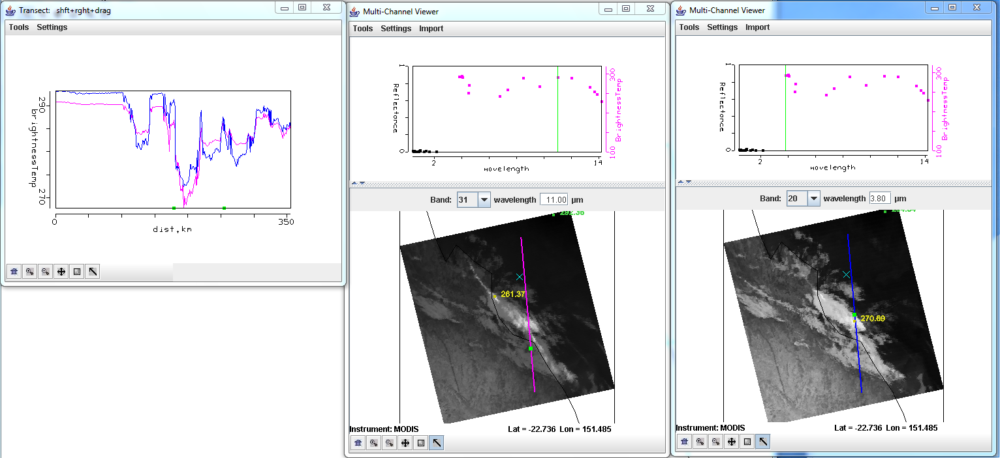 Transect: shft+rght+drag
Tools Settings
290
270
brightnessTemp
0
350
dist,km
Multi-Channel Viewer
Tools Settings Import
1
0
Reflectance
300
100
BrightnessTemp
2
14
wavelength
Band: 31 wavelength 11.00 µm
292.36
261.37
Instrument: MODIS Lat = -22.736 Lon = 151.485
Multi-Channel Viewer
Tools Settings Import
1
0
Reflectance
300
100
BrightnessTemp
2
14
wavelength
Band: 20 wavelength 3.80 µm
270.69
Instrument: MODIS Lat = -22.736 Lon = 151.485